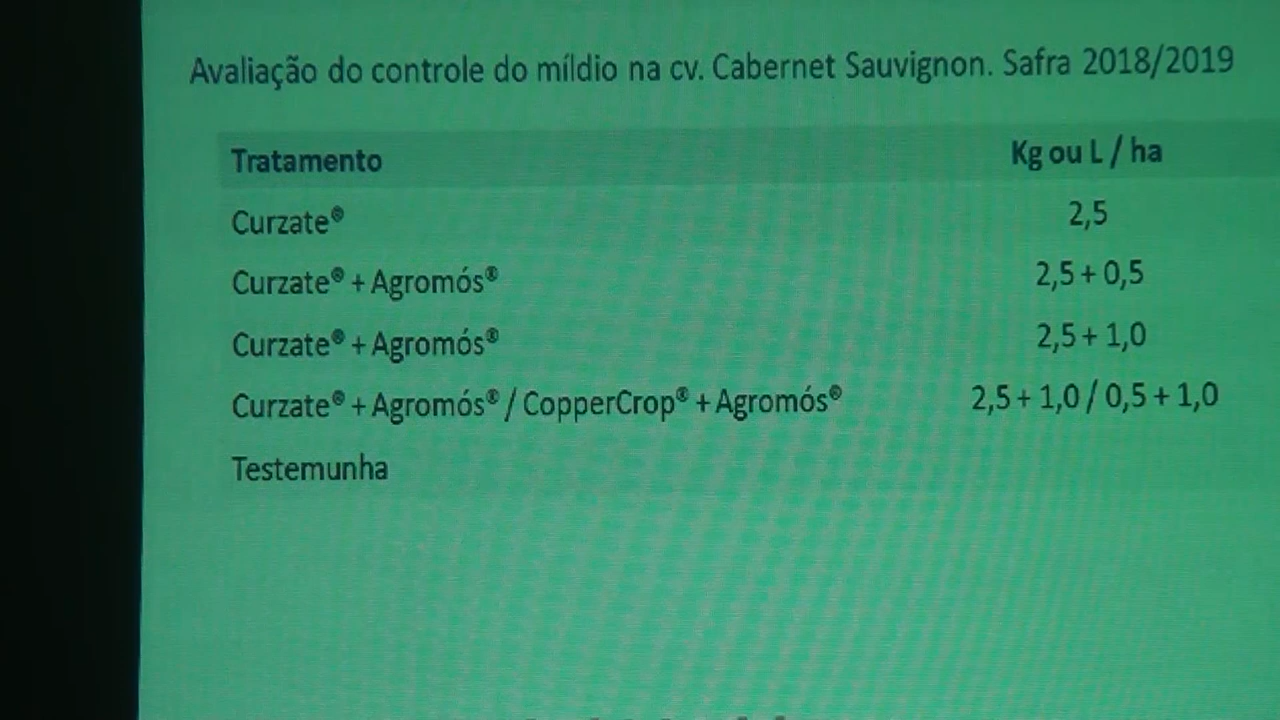 Avaliação do controle do míldio na cv. Cabernet Sauvignon. Safra 2018/2019
Tratamento Kg ou L / ha
Curzate® 2,5
Curzate® + Agromós® 2,5 + 0,5
Curzate® + Agromós® 2,5 + 1,0
Curzate® + Agromós® / CopperCrop® + Agromós® 2,5 + 1,0 / 0,5 + 1,0
Testemunha